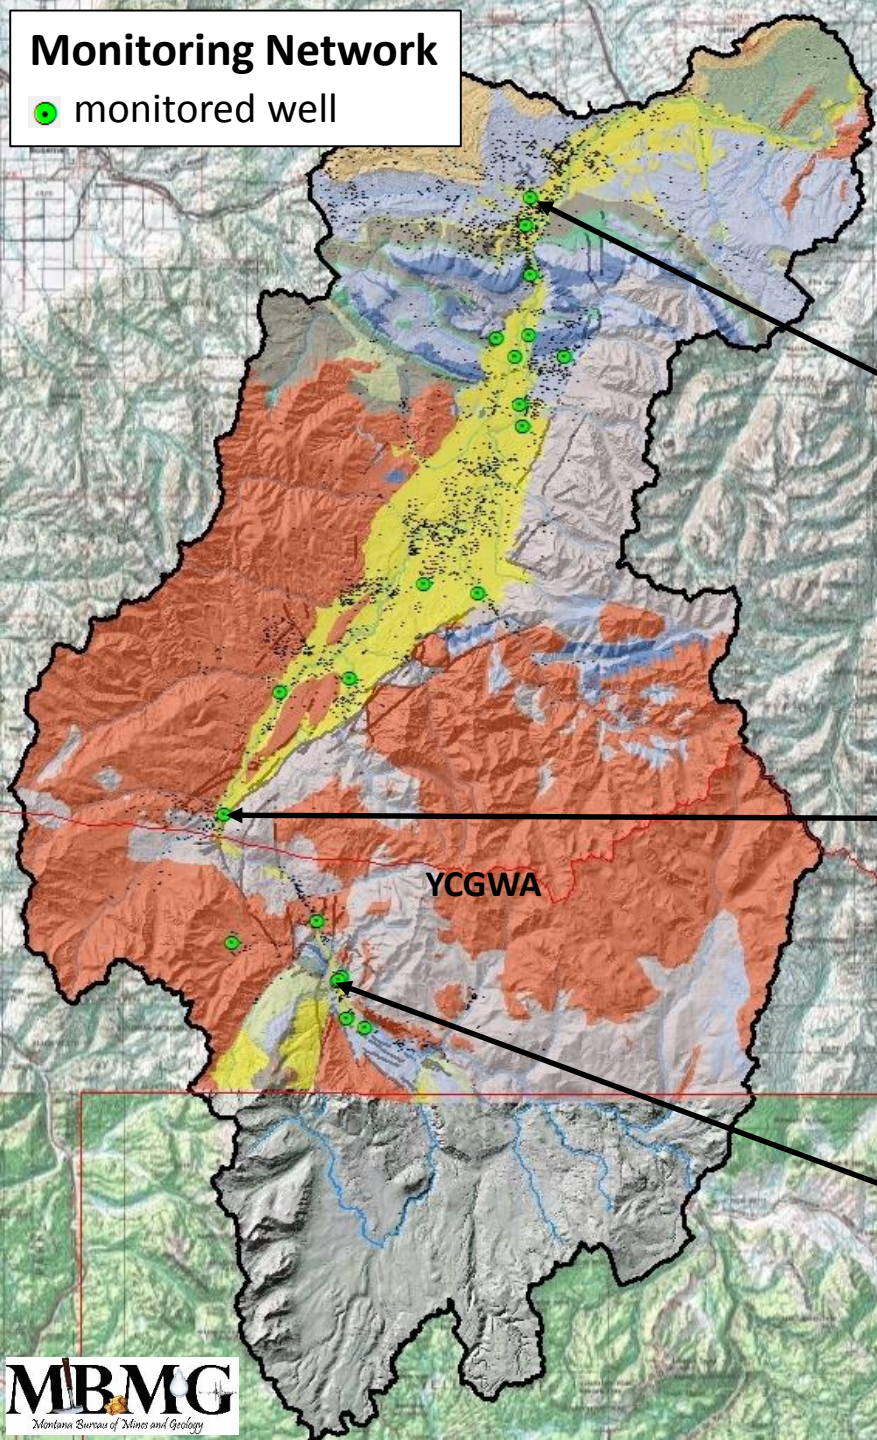 Monitoring Network
monitored well
YCGWA
MBMG
Montana Bureau of Mines and Geology